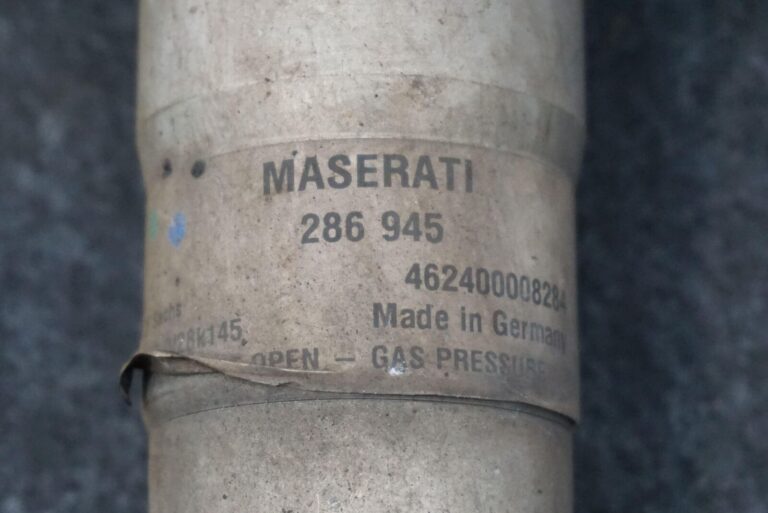 MASERATI
286 945
462400008284
Made in Germany
OPEN – GAS PRESSURE